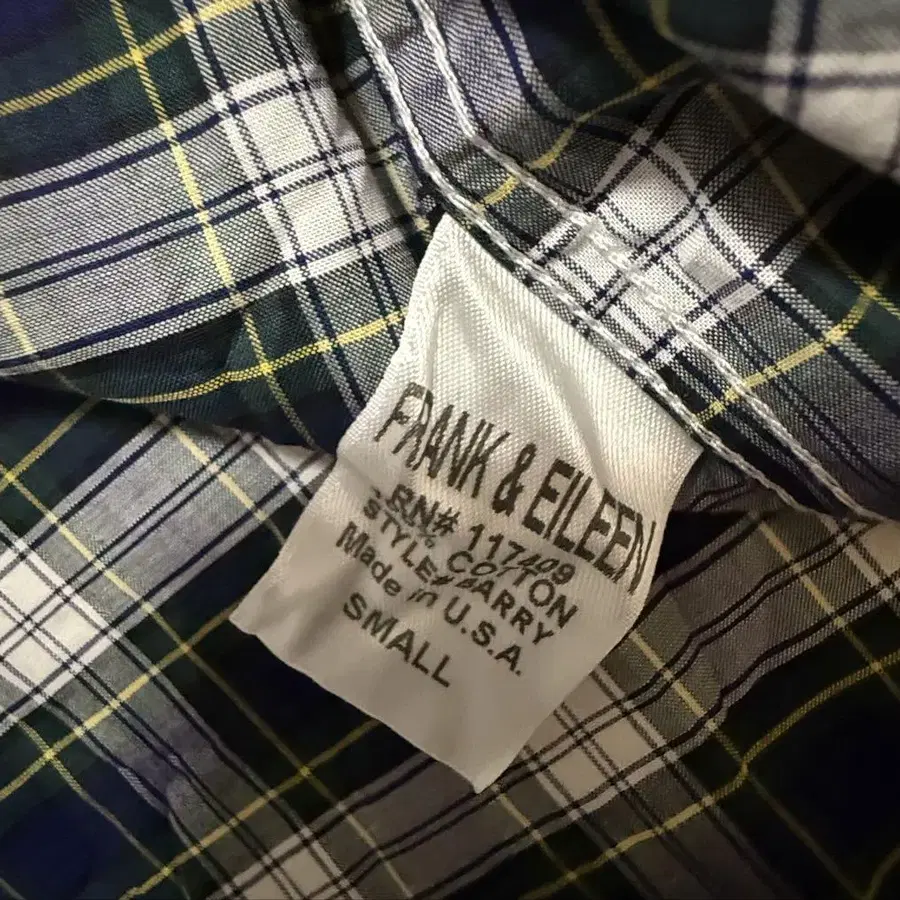 FRANK & EILEEN
RN# 117409
% COTTON
STYLE# BARRY
Made in U.S.A.
SMALL